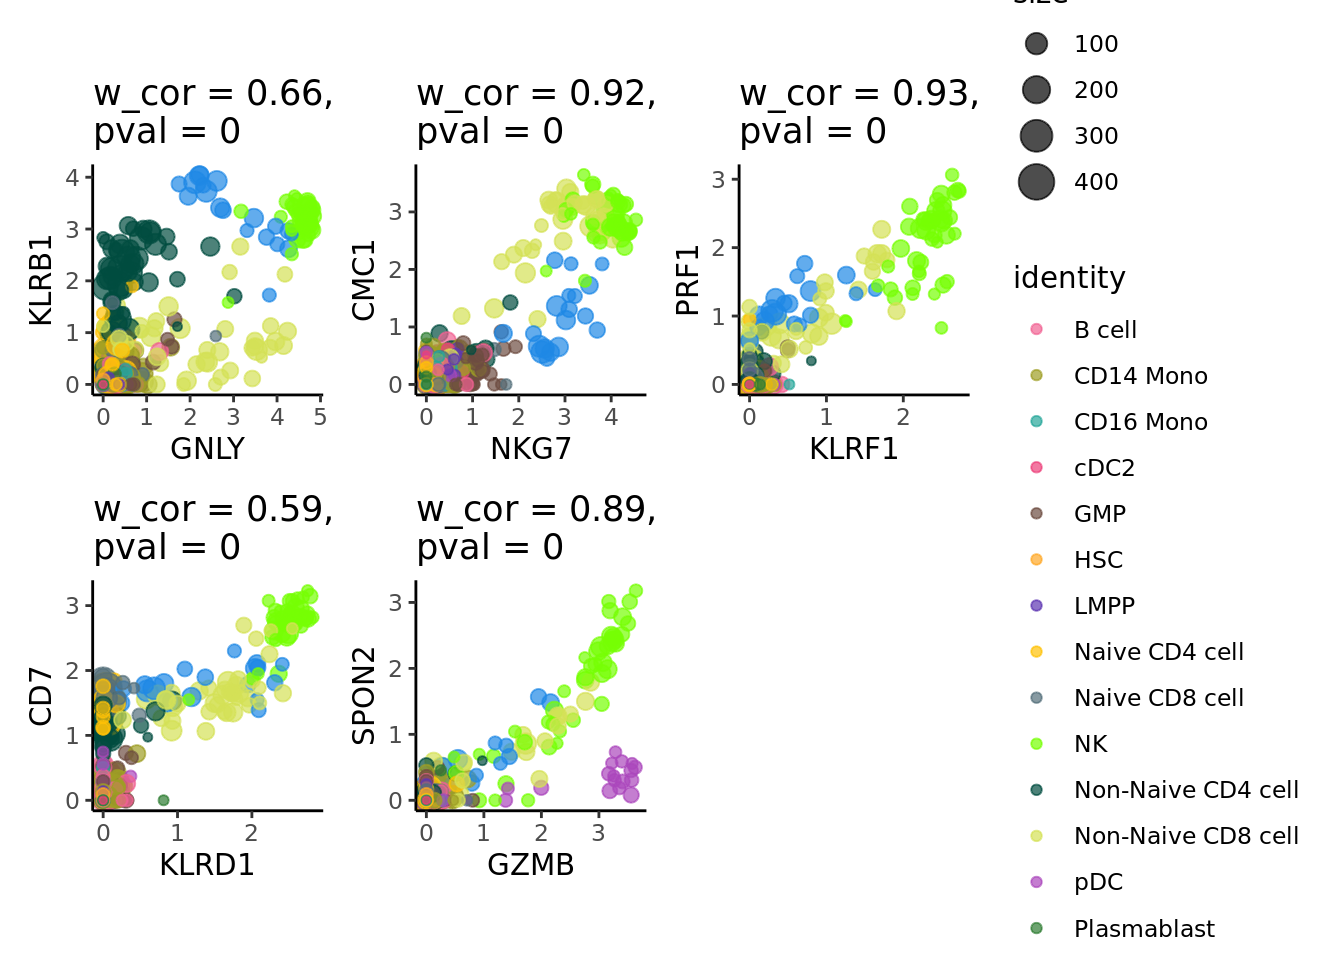 size
100
200
300
400
w_cor = 0.66,
pval = 0
w_cor = 0.92,
pval = 0
w_cor = 0.93,
pval = 0
KLRB1
4
3
2
1
0
0 1 2 3 4 5
GNLY
CMC1
3
2
1
0
0 1 2 3 4
NKG7
PRF1
3
2
1
0
0 1 2
KLRF1
w_cor = 0.59,
pval = 0
w_cor = 0.89,
pval = 0
CD7
3
2
1
0
0 1 2
KLRD1
SPON2
3
2
1
0
0 1 2 3
GZMB
identity
B cell
CD14 Mono
CD16 Mono
cDC2
GMP
HSC
LMPP
Naive CD4 cell
Naive CD8 cell
NK
Non-Naive CD4 cell
Non-Naive CD8 cell
pDC
Plasmablast